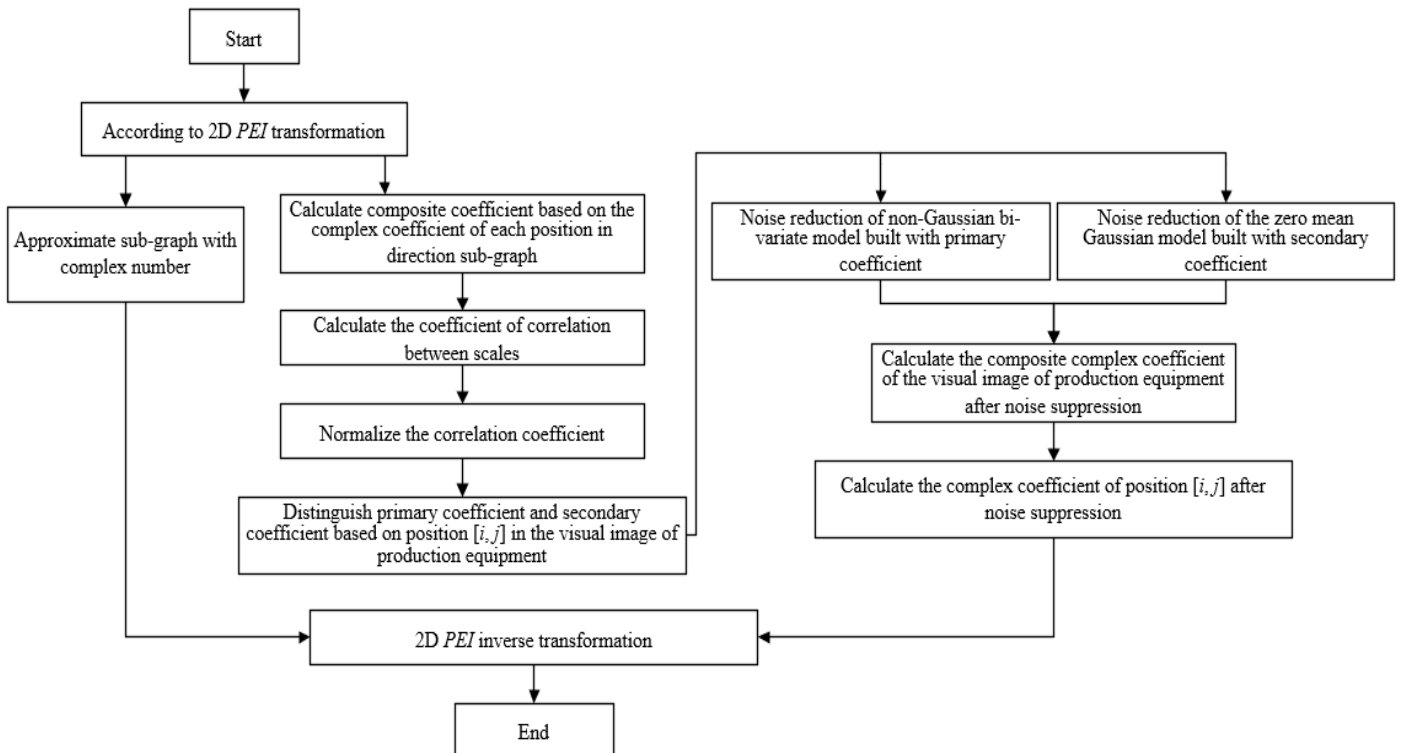 Start
According to 2D PEI transformation
Approximate sub-graph with
complex number
Calculate composite coefficient based on the
complex coefficient of each position in
direction sub-graph
Calculate the coefficient of correlation
between scales
Normalize the correlation coefficient
Distinguish primary coefficient and secondary
coefficient based on position [i, j] in the visual image of
production equipment
Noise reduction of non-Gaussian bi-
variate model built with primary
coefficient
Noise reduction of the zero mean
Gaussian model built with secondary
coefficient
Calculate the composite complex coefficient
of the visual image of production equipment
after noise suppression
Calculate the complex coefficient of position [i, j] after
noise suppression
2D PEI inverse transformation
End